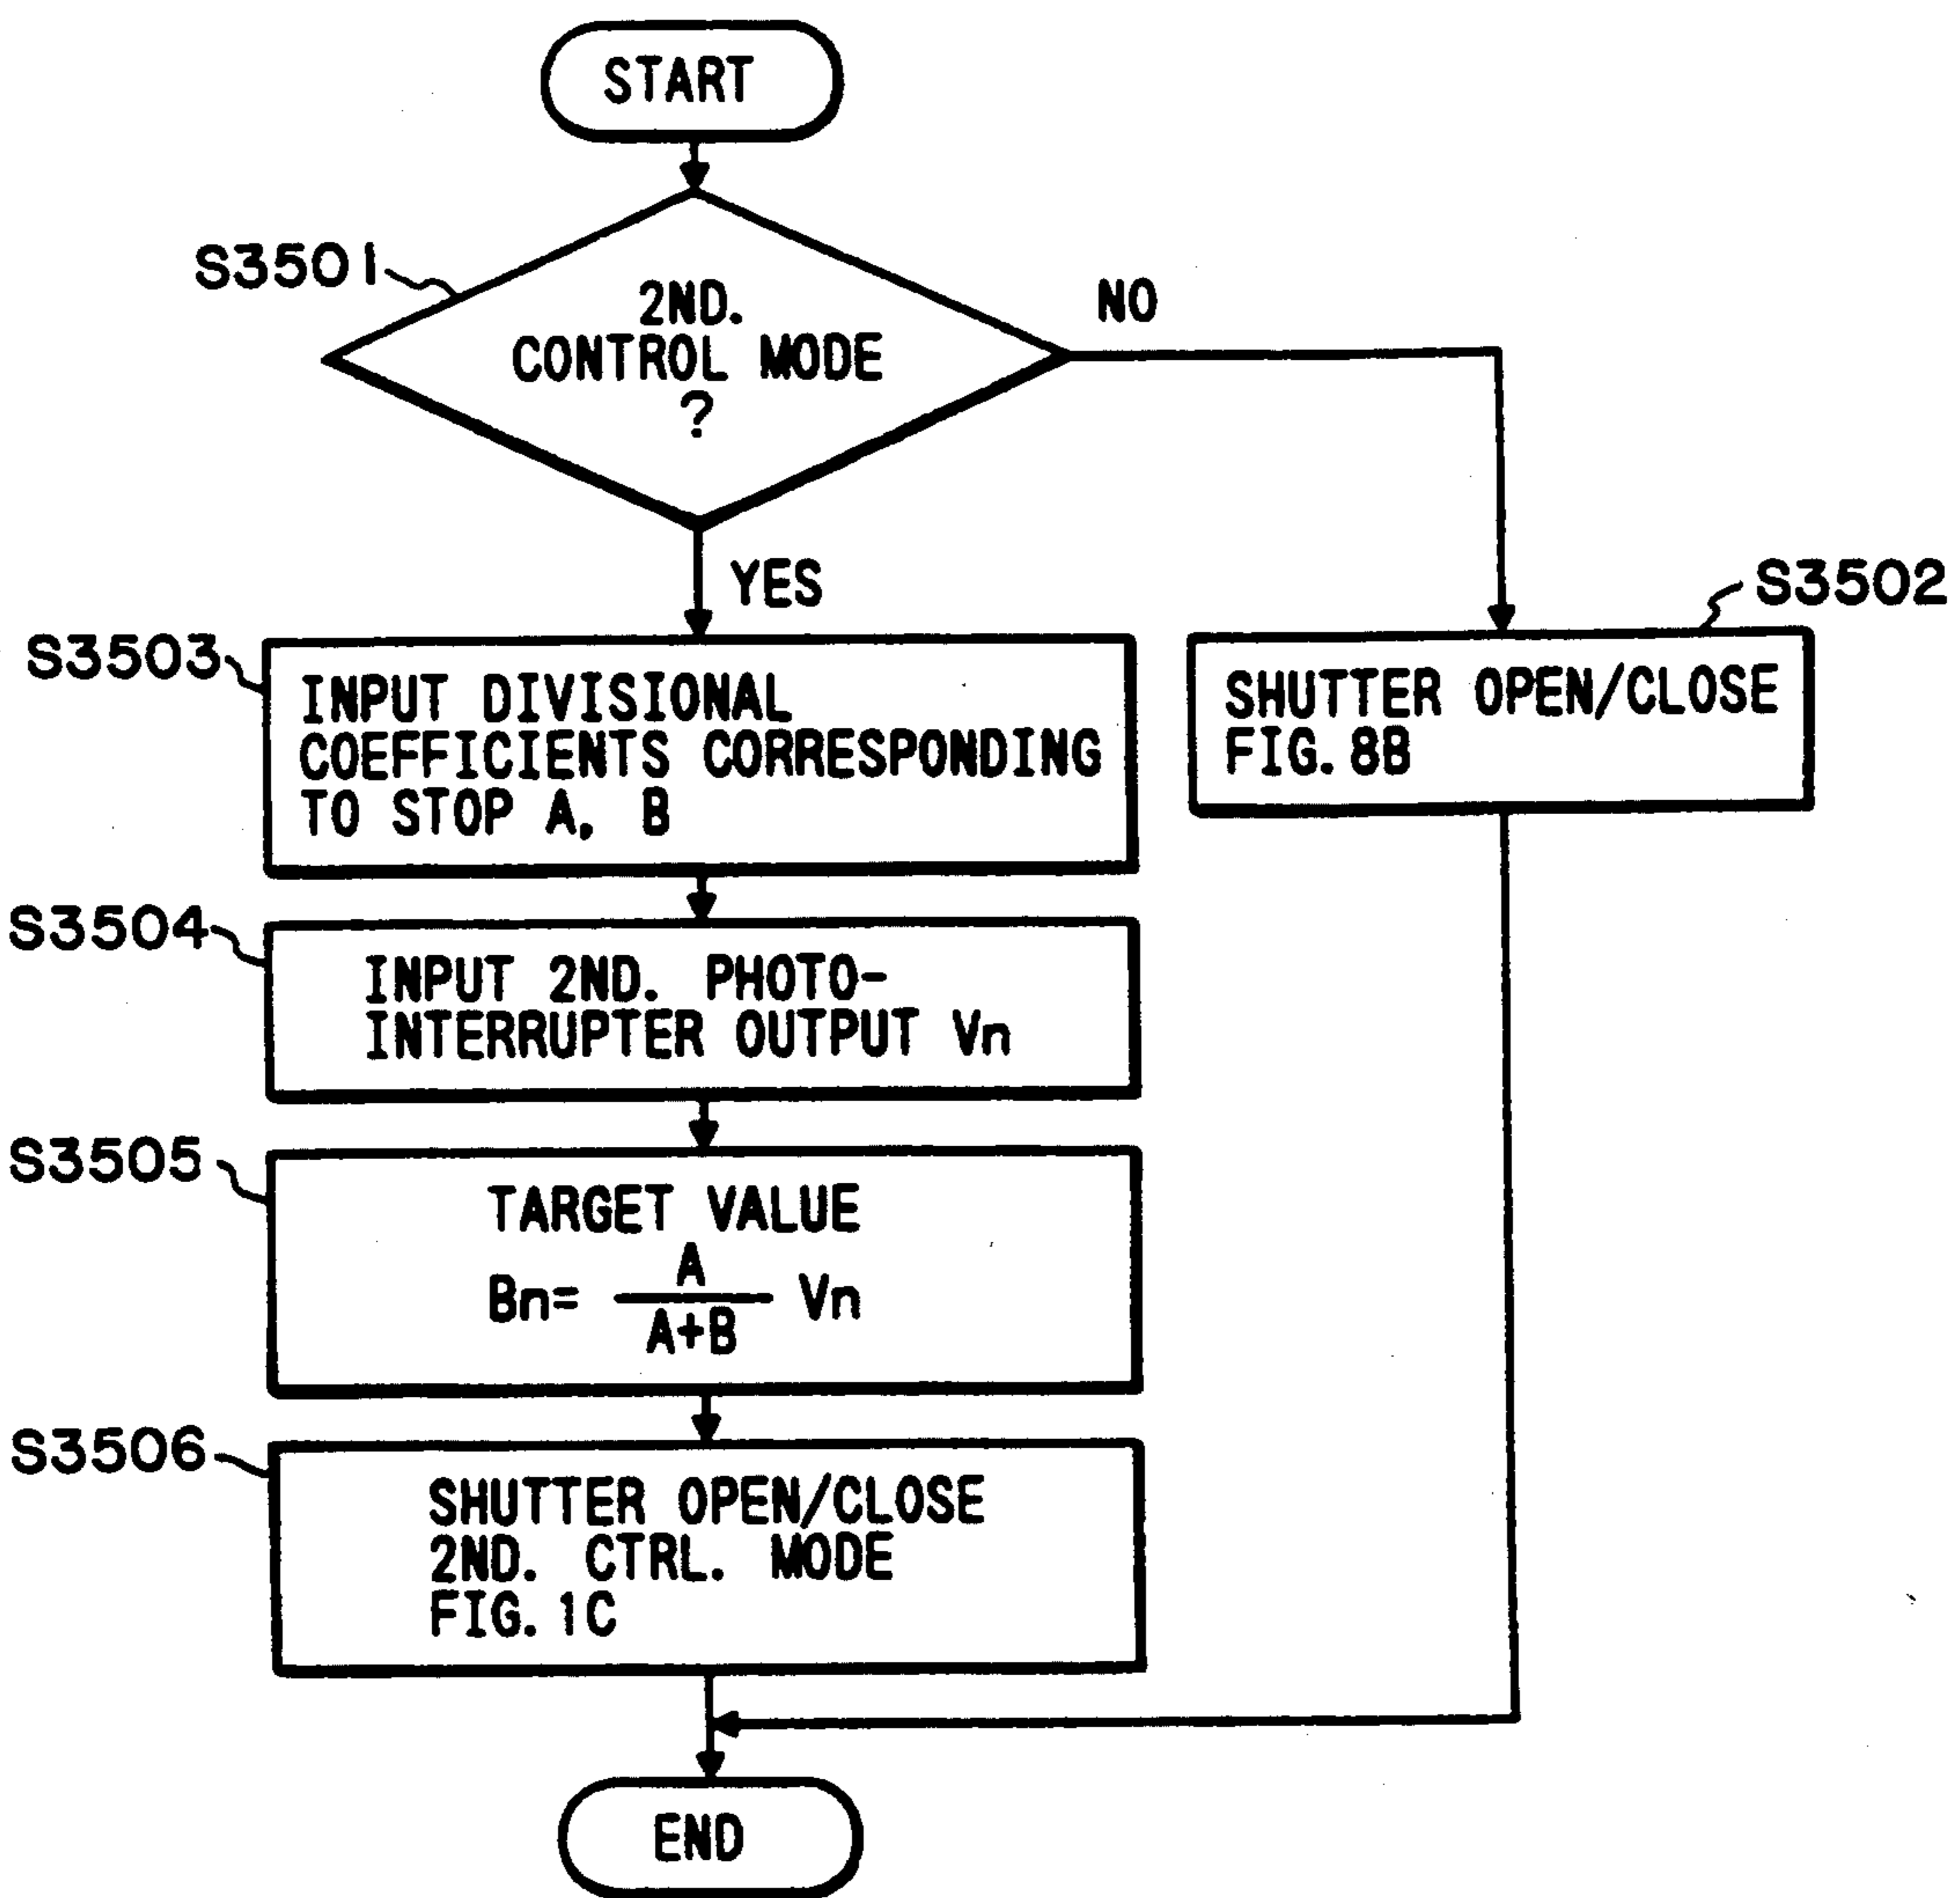 START
S3501
2ND.
CONTROL MODE
?
NO
YES
S3502
SHUTTER OPEN/CLOSE
FIG. 8B
S3503
INPUT DIVISIONAL
COEFFICIENTS CORRESPONDING
TO STOP A, B
S3504
INPUT 2ND. PHOTO-
INTERRUPTER OUTPUT Vn
S3505
TARGET VALUE
Bn= A/A+B Vn
S3506
SHUTTER OPEN/CLOSE
2ND. CTRL. MODE
FIG. 1C
END